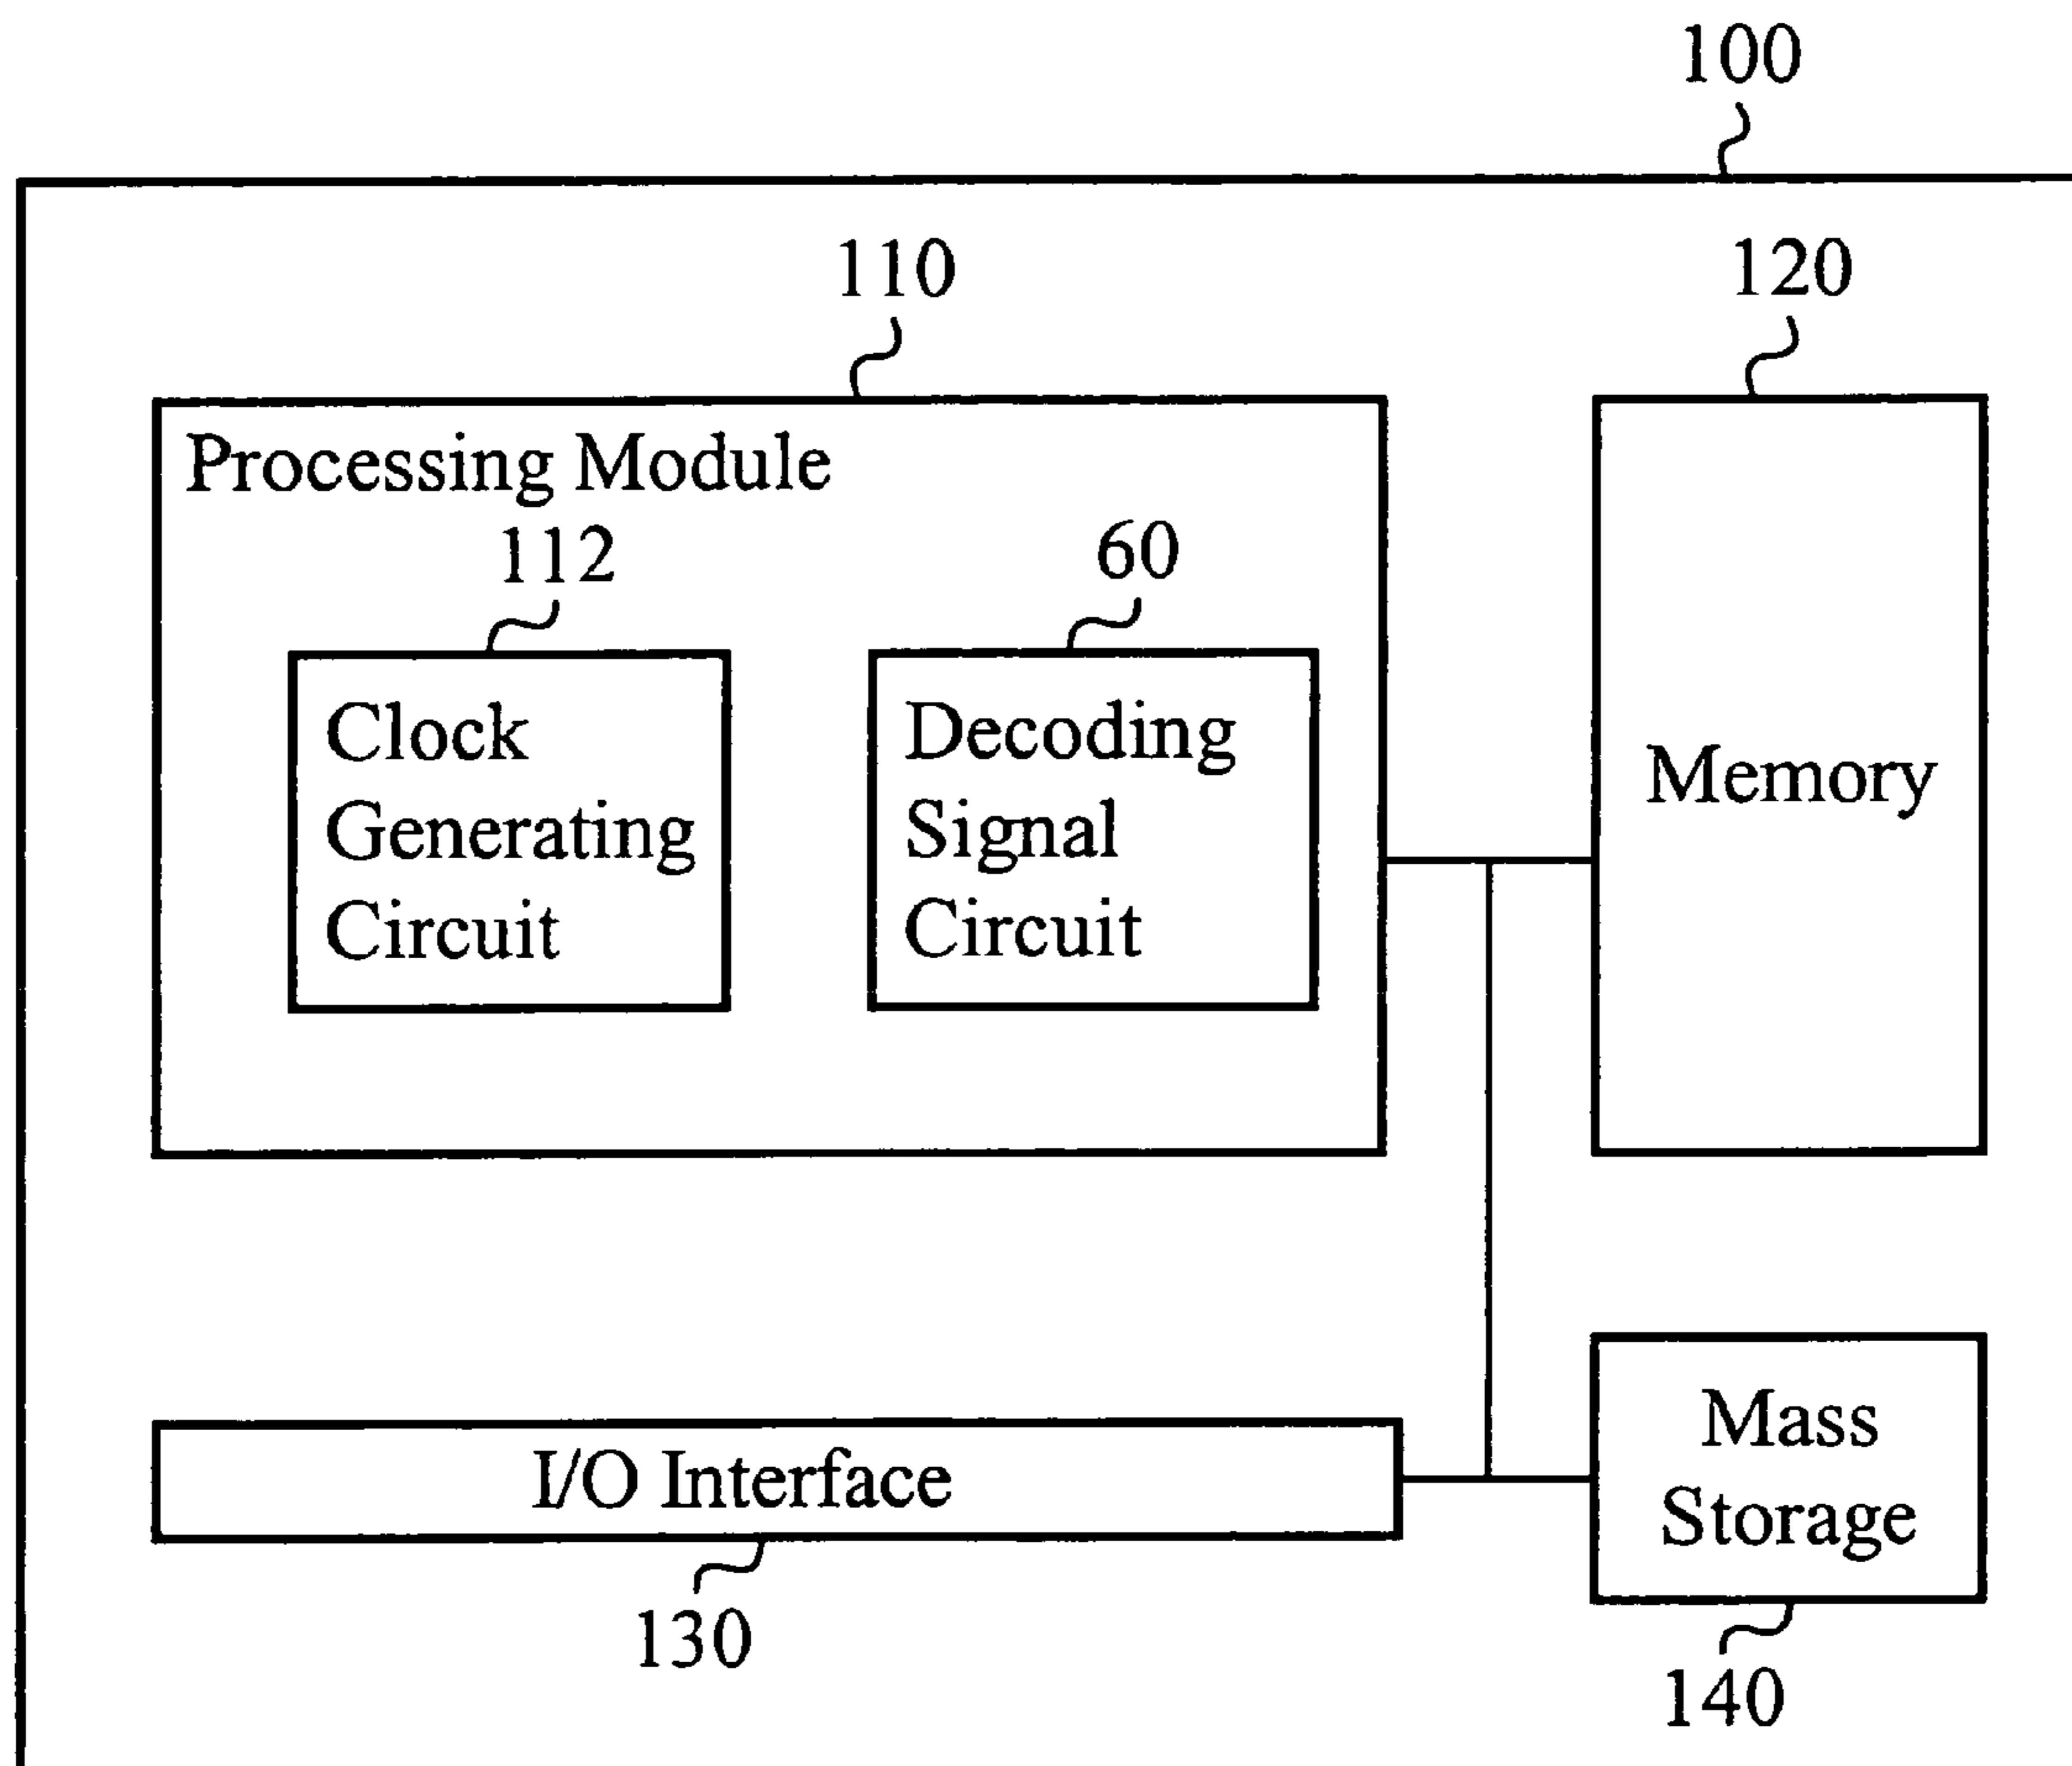 100
110
120
Processing Module
112
60
Clock
Generating
Circuit
Decoding
Signal
Circuit
Memory
I/O Interface
130
Mass
Storage
140